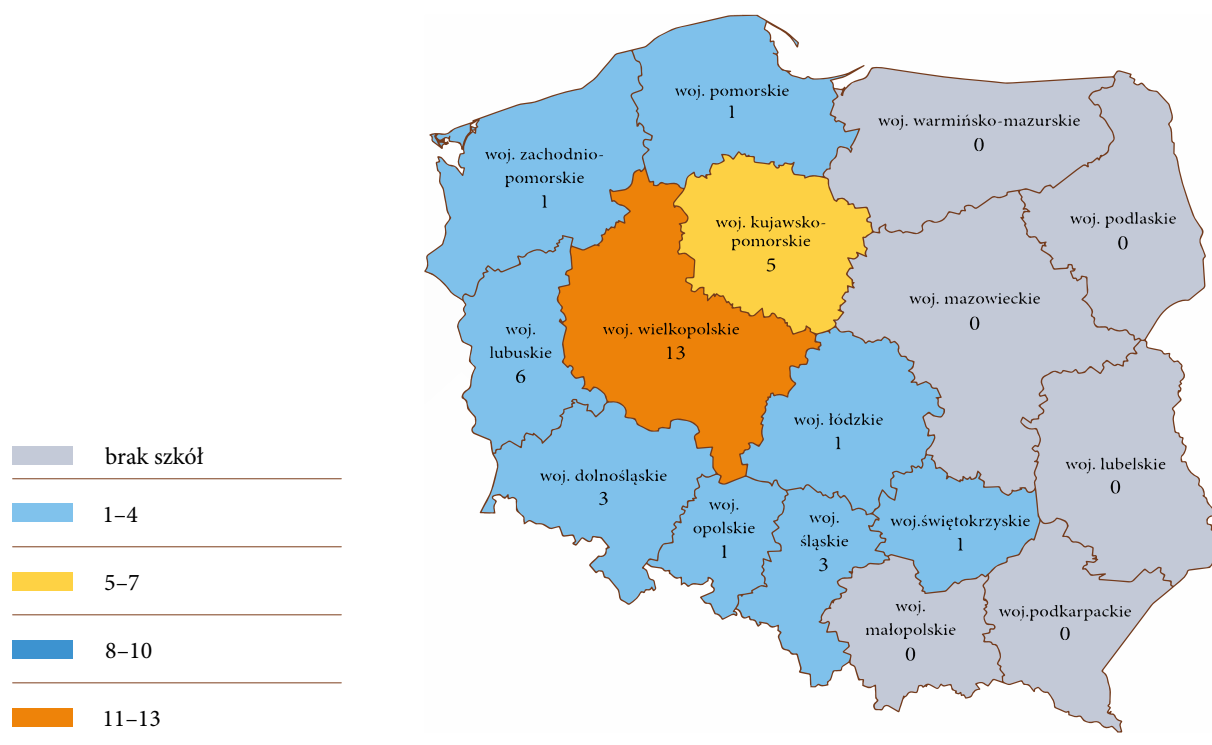 woj. pomorskie
1
woj. warmińsko-mazurskie
0
woj. zachodnio-
pomorskie
1
woj. podlaskie
0
woj. kujawsko-
pomorskie
5
woj. mazowieckie
0
woj.
lubuskie
6
woj. wielkopolskie
13
woj. łódzkie
1
woj. lubelskie
0
woj. dolnośląskie
3
woj.
opolskie
1
woj.
śląskie
3
woj.świętokrzyskie
1
woj.
małopolskie
0
woj.podkarpackie
0
brak szkół
1–4
5–7
8–10
11–13